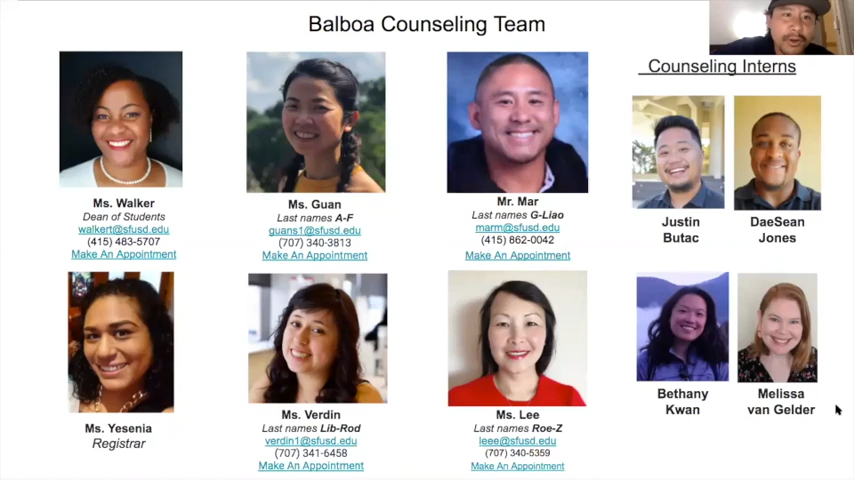 Balboa Counseling Team
Counseling Interns
Ms. Walker
Dean of Students
walkert@sfusd.edu
(415) 483-5707
Make An Appointment
Ms. Guan
Last names A-F
guans1@sfusd.edu
(707) 340-3813
Make An Appointment
Mr. Mar
Last names G-Liao
marm@sfusd.edu
(415) 862-0042
Make An Appointment
Justin
Butac
DaeSean
Jones
Ms. Yesenia
Registrar
Ms. Verdin
Last names Lib-Rod
verdin1@sfusd.edu
(707) 341-6458
Make An Appointment
Ms. Lee
Last names Roe-Z
leee@sfusd.edu
(707) 340-5359
Make An Appointment
Bethany
Kwan
Melissa
van Gelder